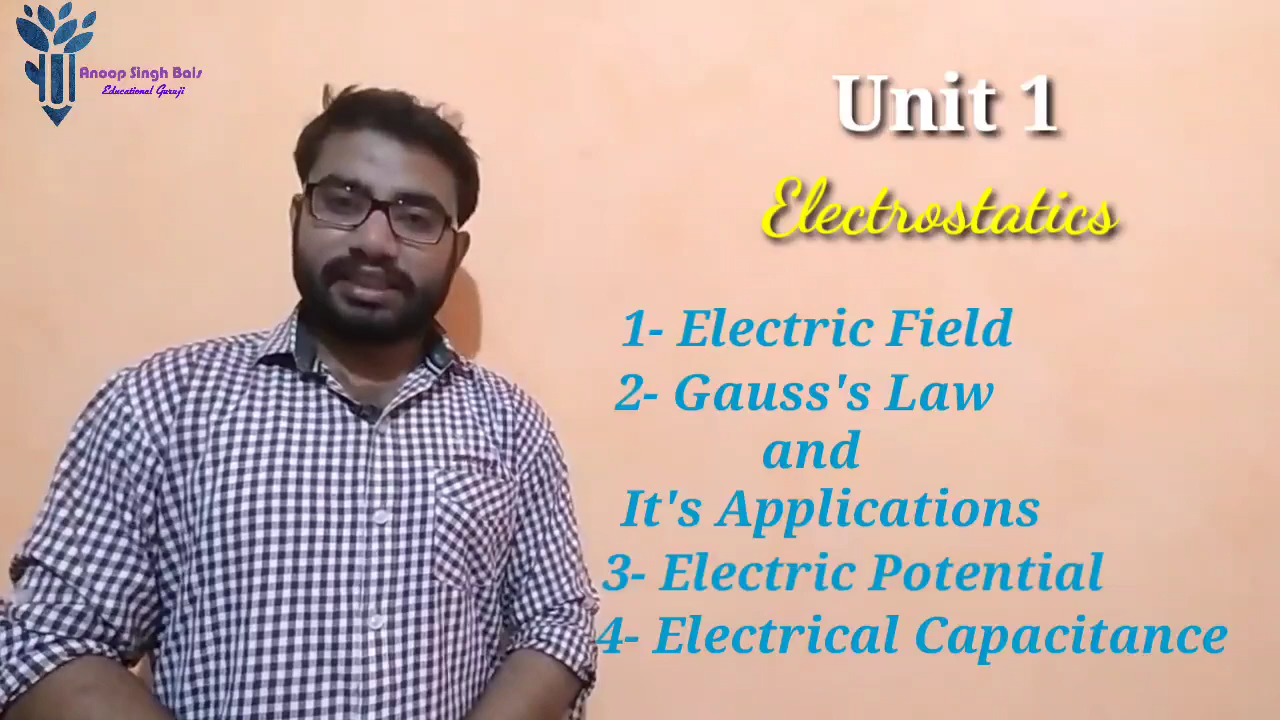 Anoop Singh Bais
Educational Guruji
Unit 1
Electrostatics
1- Electric Field
2- Gauss's Law
and
It's Applications
3- Electric Potential
4- Electrical Capacitance